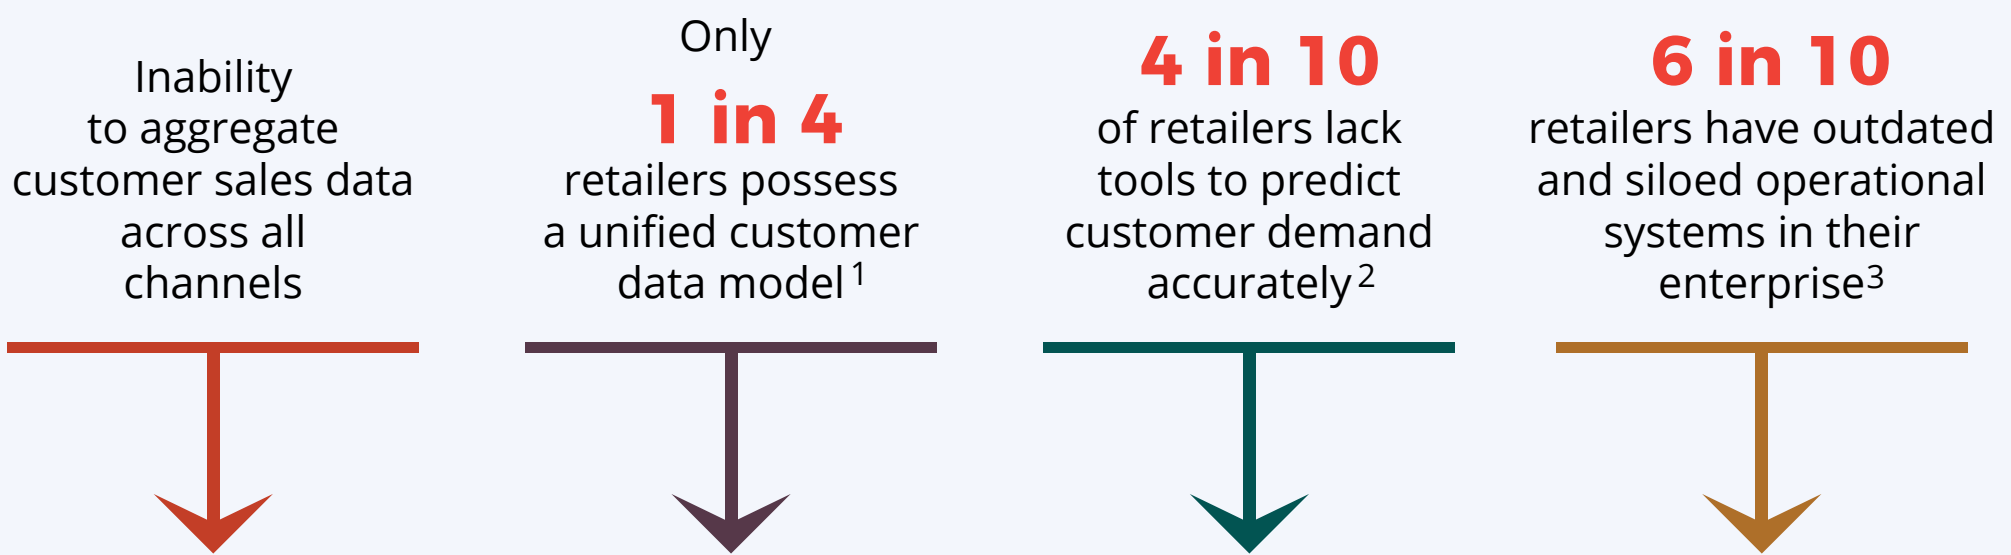 Inability
to aggregate
customer sales data
across all
channels
Only
1 in 4
retailers possess
a unified customer
data model 1
4 in 10
of retailers lack
tools to predict
customer demand
accurately 2
6 in 10
retailers have outdated
and siloed operational
systems in their
enterprise3